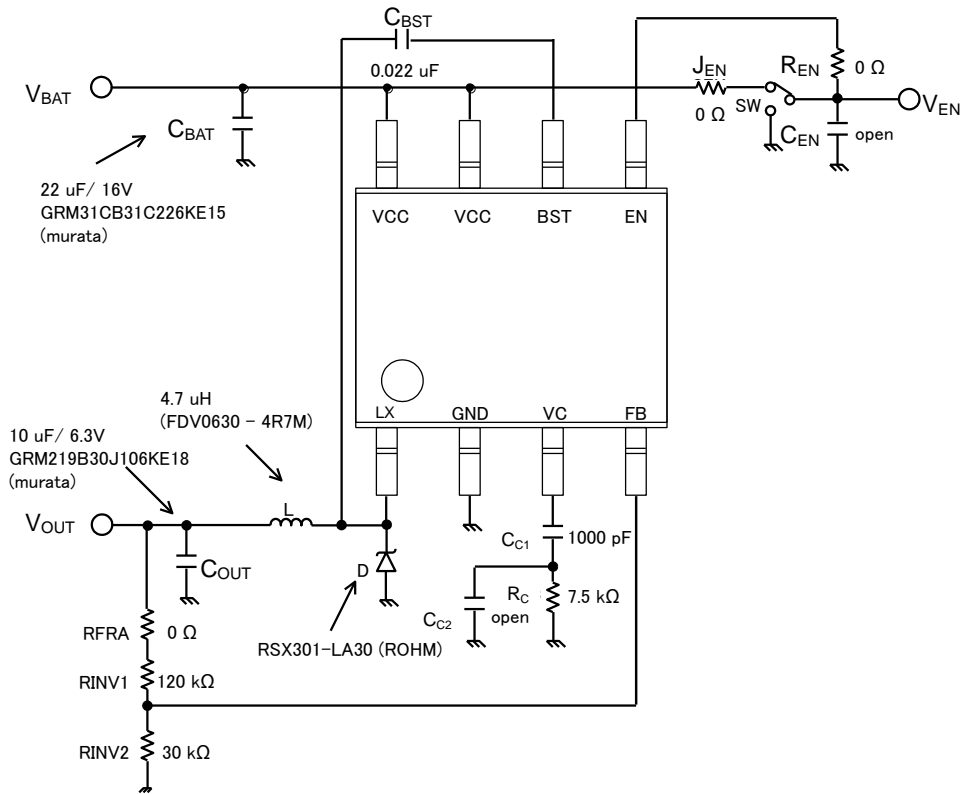 CBST
0.022 uF
VBAT
CBAT
22 uF/ 16V
GRM31CB31C226KE15
(murata)
JEN
0 Ω
SW
REN
0 Ω
VEN
CEN
open
VCC
VCC
BST
EN
LX
GND
VC
FB
4.7 uH
(FDV0630 - 4R7M)
10 uF/ 6.3V
GRM219B30J106KE18
(murata)
VOUT
L
COUT
D
RSX301-LA30 (ROHM)
CC1
1000 pF
CC2
open
RC
7.5 kΩ
RFRA
0 Ω
RINV1
120 kΩ
RINV2
30 kΩ